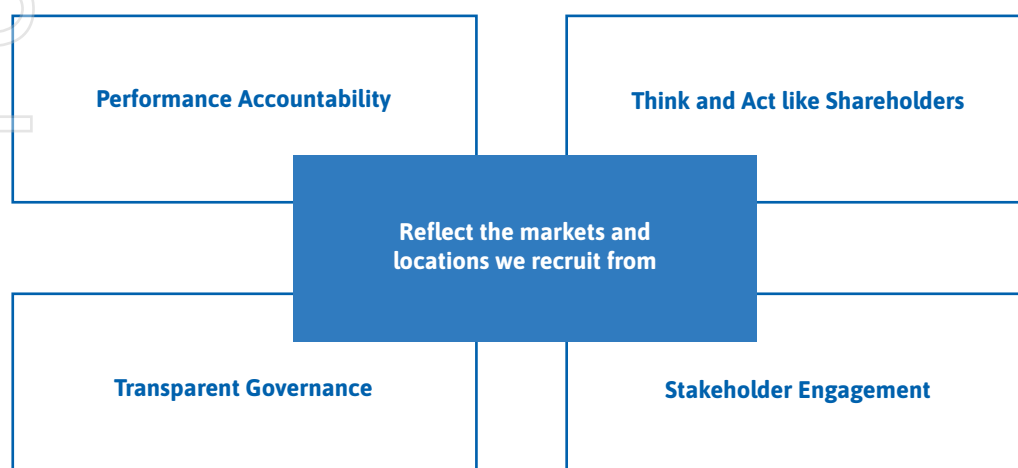 Performance Accountability
Think and Act like Shareholders
Reflect the markets and
locations we recruit from
Transparent Governance
Stakeholder Engagement